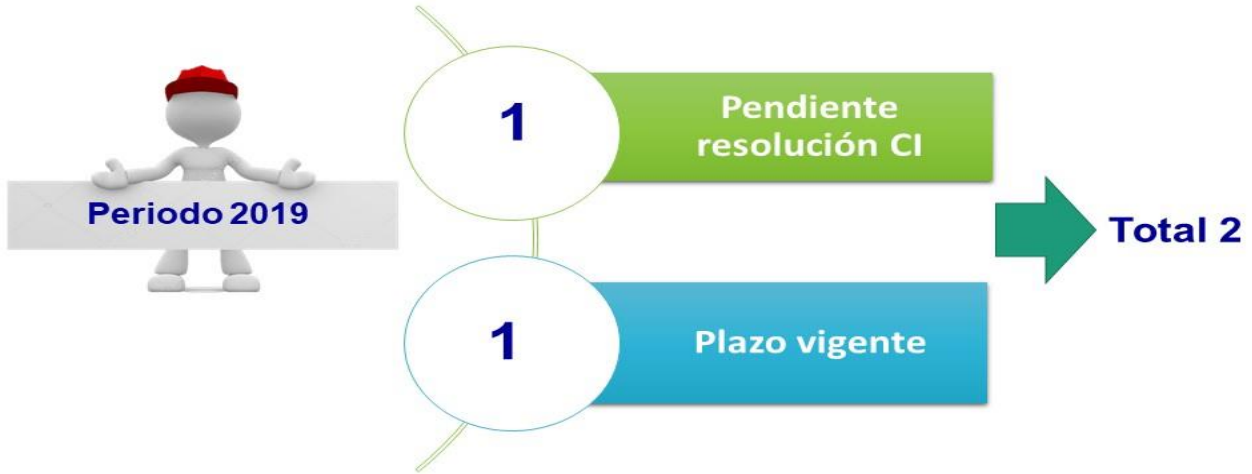 Periodo 2019
1
Pendiente
resolución CI
1
Plazo vigente
Total 2